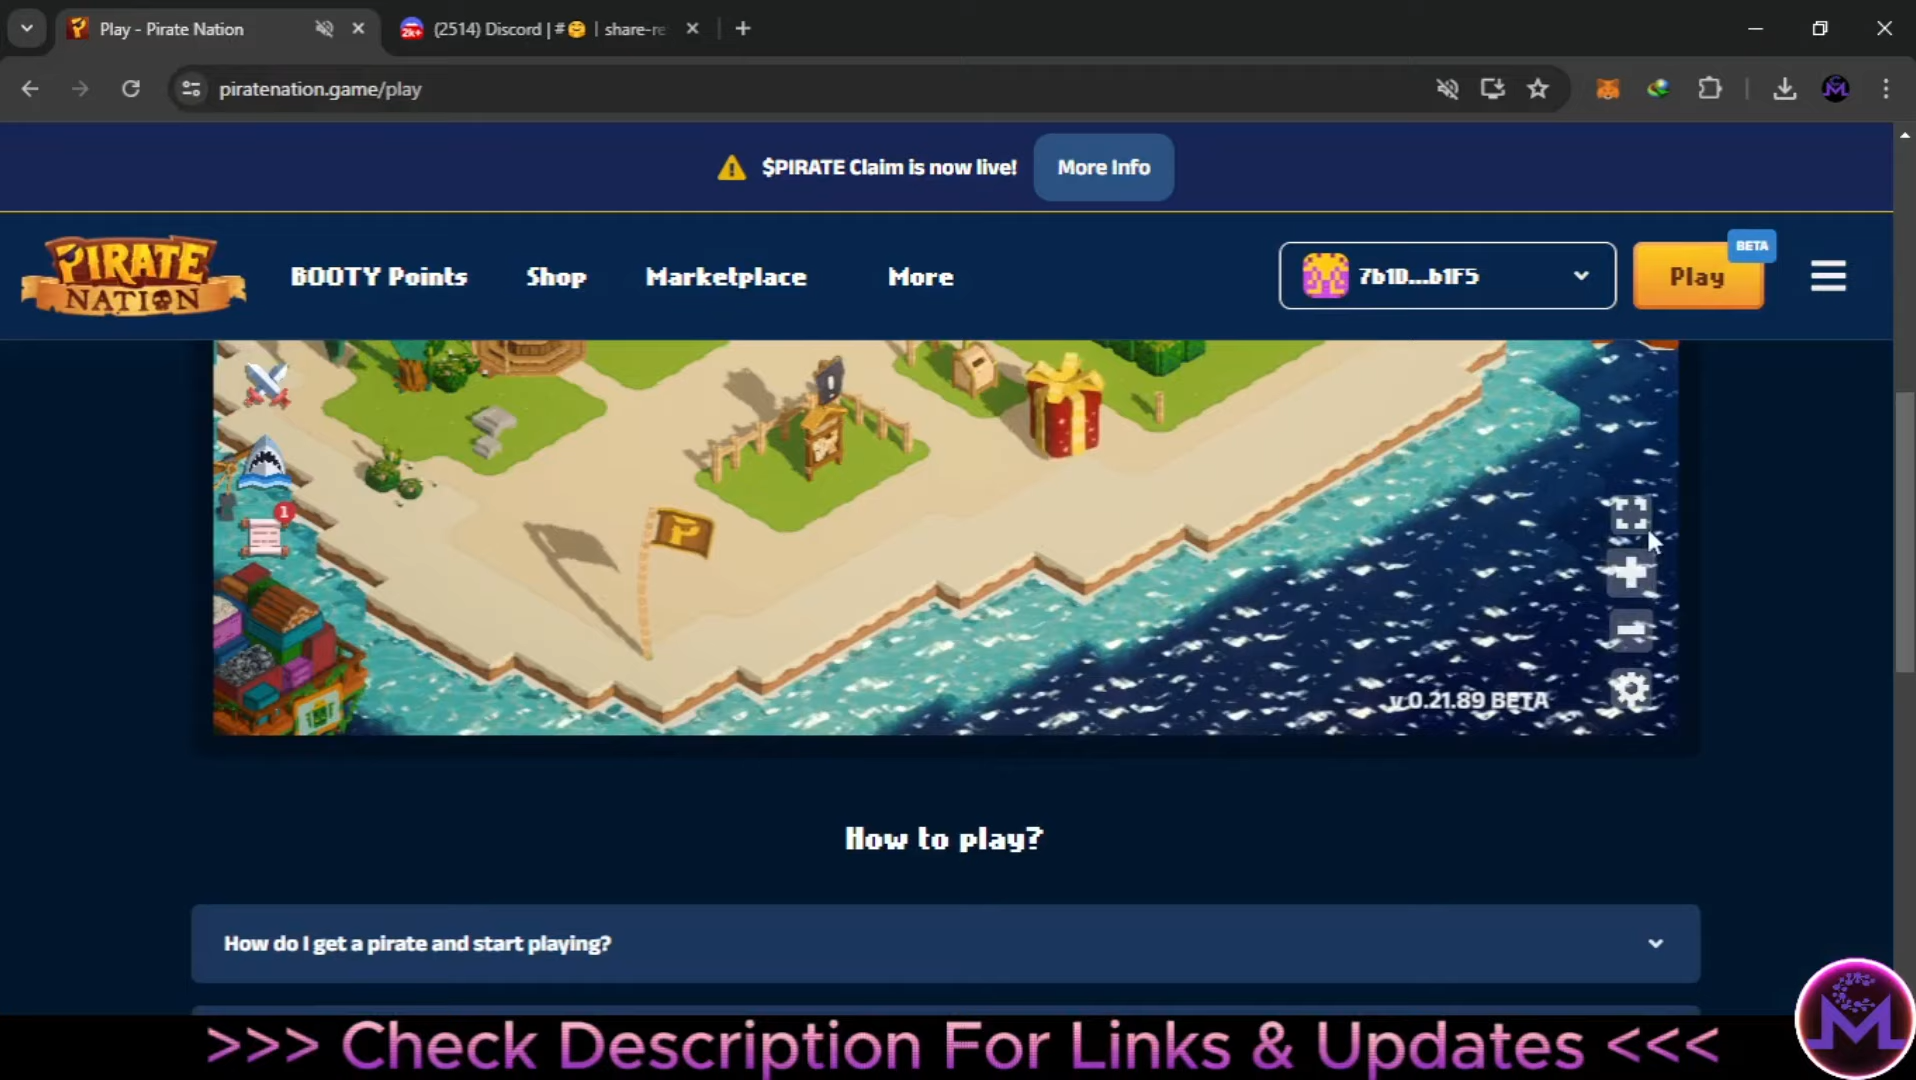 Play - Pirate Nation
(2514) Discord | #🤗 | share-re
piratenation.game/play
$PIRATE Claim is now live!
More Info
PIRATE
NATION
BOOTY Points
Shop
Marketplace
More
7b1D...b1F5
Play
BETA
1
v 0.21.89 BETA
How to play?
How do I get a pirate and start playing?
>>> Check Description For Links & Updates <<<